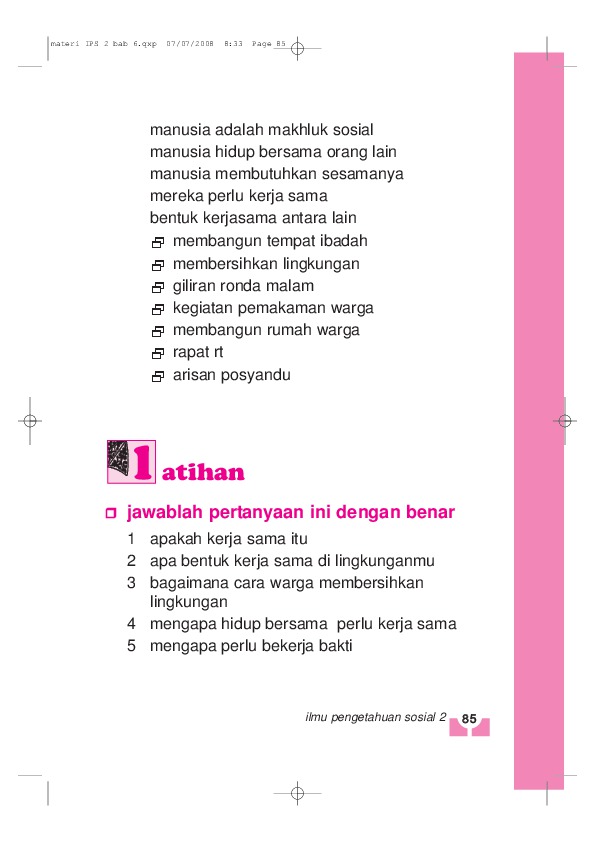 materi IPS 2 bab 6.qxp  07/07/2008  8:33  Page 85
manusia adalah makhluk sosial
manusia hidup bersama orang lain
manusia membutuhkan sesamanya
mereka perlu kerja sama
bentuk kerjasama antara lain
membangun tempat ibadah
membersihkan lingkungan
giliran ronda malam
kegiatan pemakaman warga
membangun rumah warga
rapat rt
arisan posyandu
latihan
jawablah pertanyaan ini dengan benar
1 apakah kerja sama itu
2 apa bentuk kerja sama di lingkunganmu
3 bagaimana cara warga membersihkan
lingkungan
4 mengapa hidup bersama  perlu kerja sama
5 mengapa perlu bekerja bakti
ilmu pengetahuan sosial 2 85